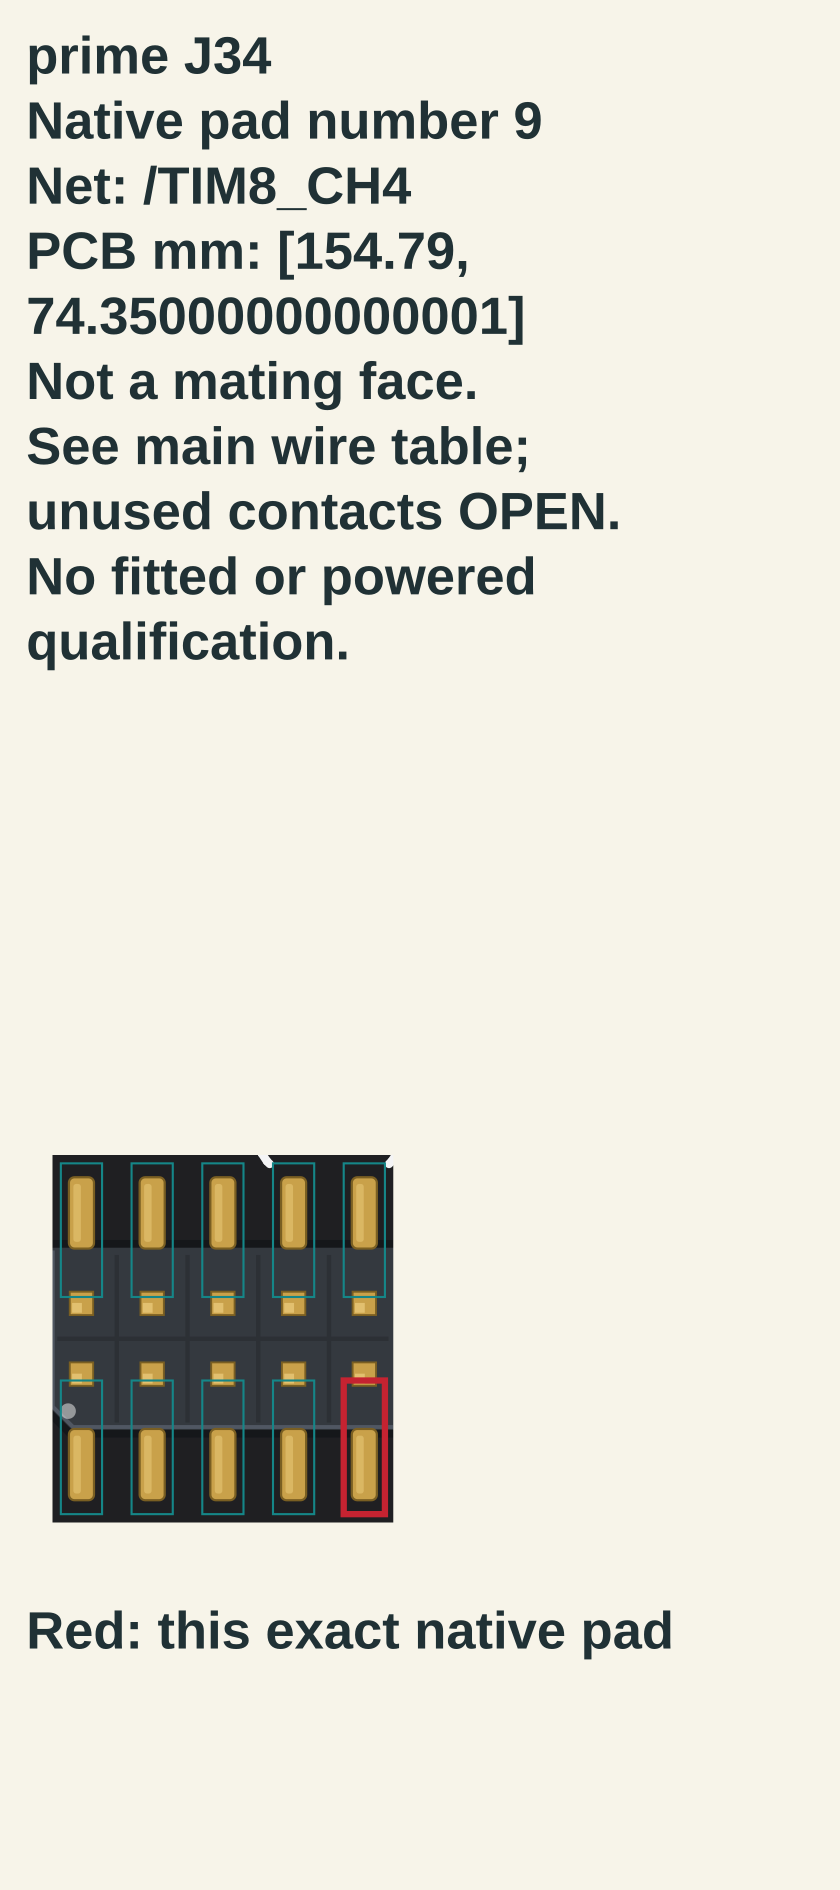 prime J34
Native pad number 9
Net: /TIM8_CH4
PCB mm: [154.79,
74.35000000000001]
Not a mating face.
See main wire table;
unused contacts OPEN.
No fitted or powered
qualification.
Red: this exact native pad